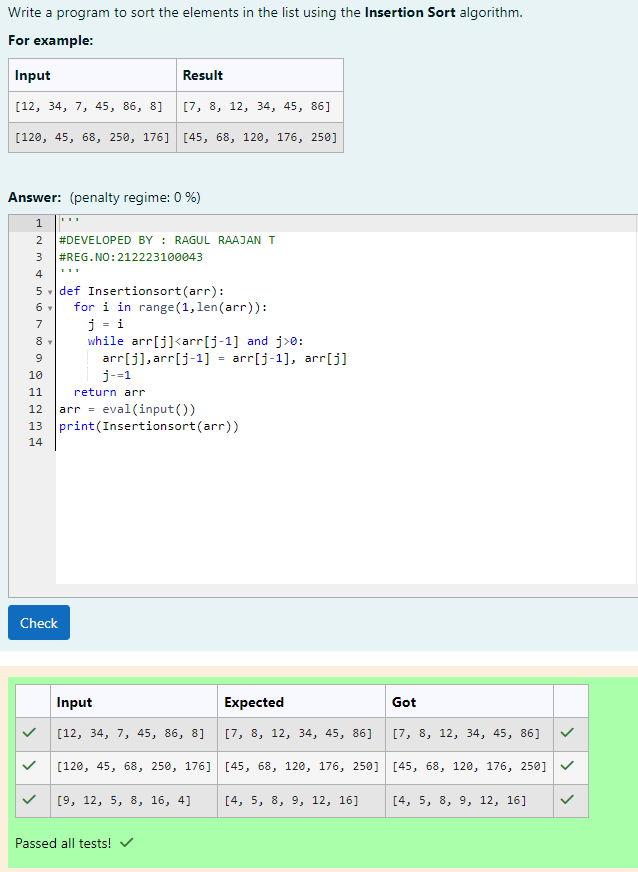 Write a program to sort the elements in the list using the Insertion Sort algorithm.
For example:
Input Result
[12, 34, 7, 45, 86, 8] [7, 8, 12, 34, 45, 86]
[120, 45, 68, 250, 176] [45, 68, 120, 176, 250]
Answer: (penalty regime: 0 %)
1 '''
2 #DEVELOPED BY : RAGUL RAAJAN T
3 #REG.NO:212223100043
4 '''
5 def Insertionsort(arr):
6   for i in range(1,len(arr)):
7     j = i
8     while arr[j]<arr[j-1] and j>0:
9       arr[j],arr[j-1] = arr[j-1], arr[j]
10       j-=1
11   return arr
12 arr = eval(input())
13 print(Insertionsort(arr))
14
Check
Input Expected Got
[12, 34, 7, 45, 86, 8] [7, 8, 12, 34, 45, 86] [7, 8, 12, 34, 45, 86]
[120, 45, 68, 250, 176] [45, 68, 120, 176, 250] [45, 68, 120, 176, 250]
[9, 12, 5, 8, 16, 4] [4, 5, 8, 9, 12, 16] [4, 5, 8, 9, 12, 16]
Passed all tests!